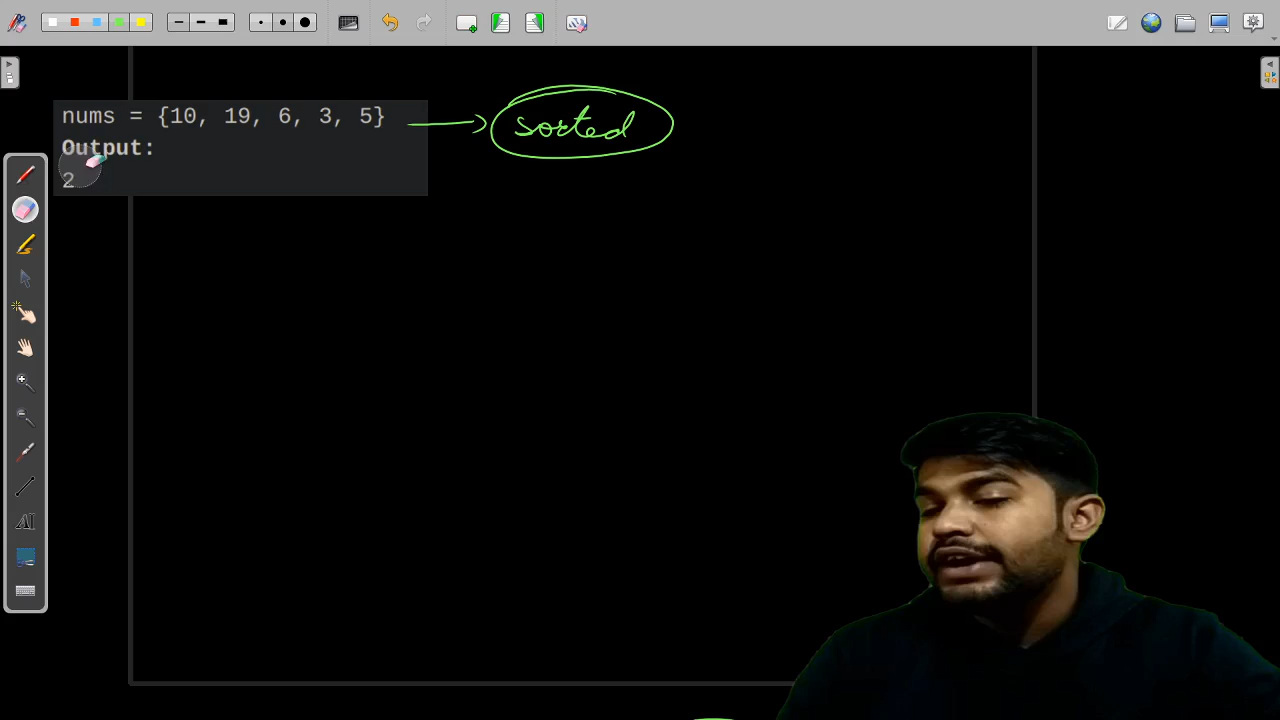 nums = {10, 19, 6, 3, 5}
sorted
Output:
2